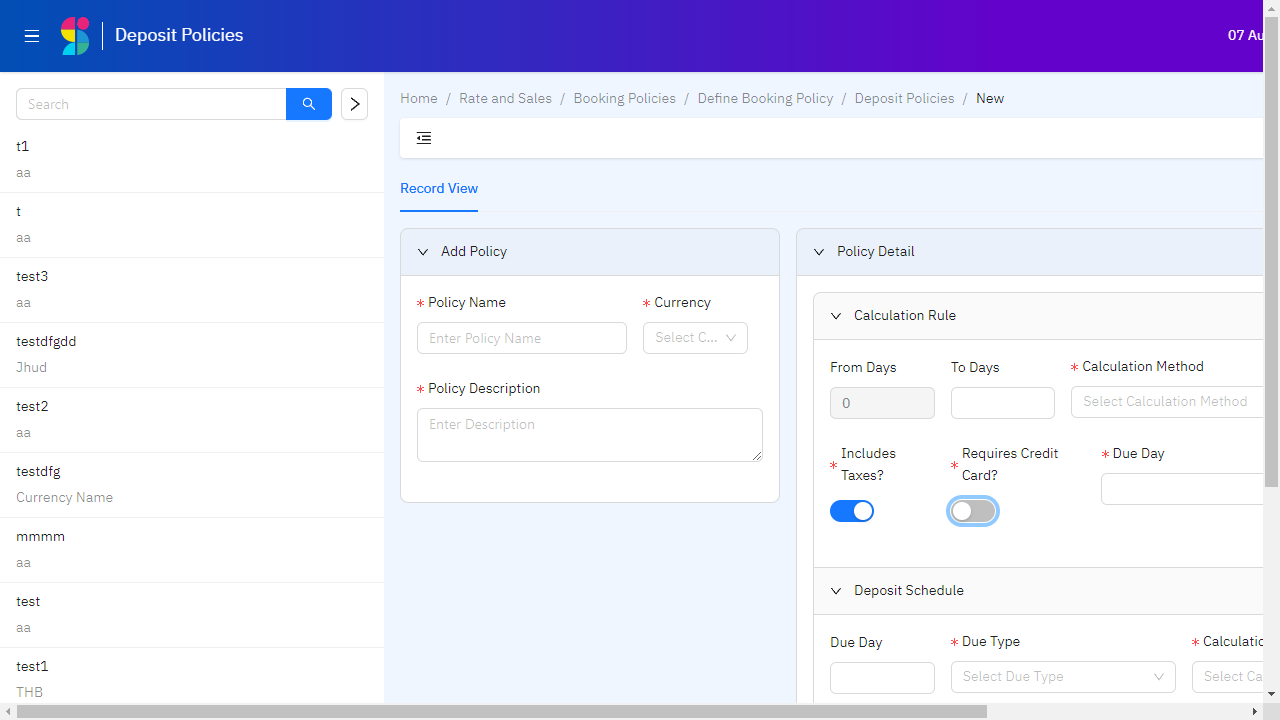 Deposit Policies
07 Au
Search
t1
aa
t
aa
test3
aa
testdfgdd
Jhud
test2
aa
testdfg
Currency Name
mmmm
aa
test
aa
test1
THB
Home / Rate and Sales / Booking Policies / Define Booking Policy / Deposit Policies / New
Record View
Add Policy
* Policy Name
* Currency
Enter Policy Name
Select C...
* Policy Description
Enter Description
Policy Detail
Calculation Rule
From Days
To Days
* Calculation Method
0
Select Calculation Method
* Includes
Taxes?
* Requires Credit
Card?
* Due Day
Deposit Schedule
Due Day
* Due Type
* Calculatio
Select Due Type
Select Ca